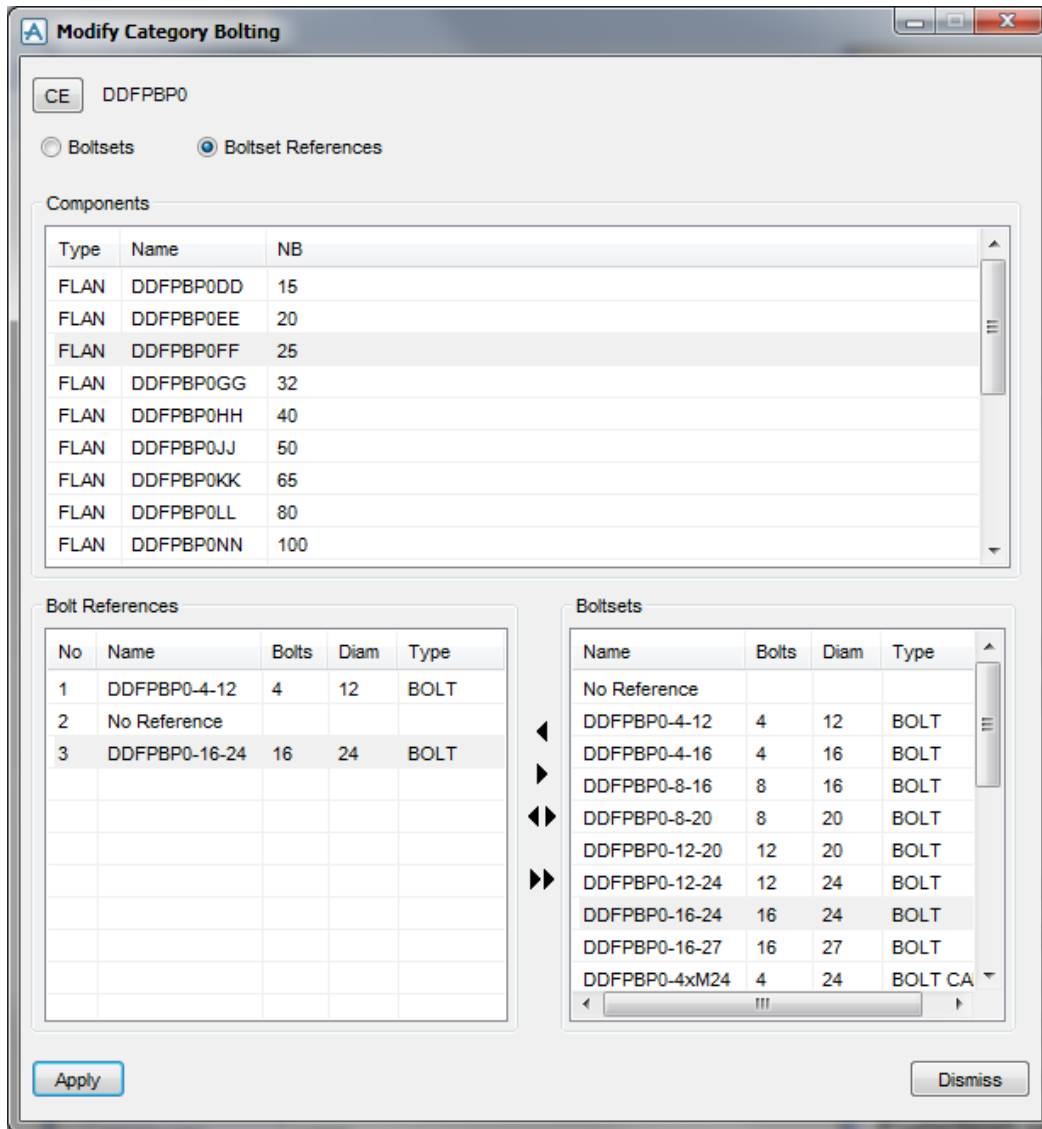 Modify Category Bolting
CE DDFPBP0
Boltsets Boltset References
Components
Type Name NB
FLAN DDFPBP0DD 15
FLAN DDFPBP0EE 20
FLAN DDFPBP0FF 25
FLAN DDFPBP0GG 32
FLAN DDFPBP0HH 40
FLAN DDFPBP0JJ 50
FLAN DDFPBP0KK 65
FLAN DDFPBP0LL 80
FLAN DDFPBP0NN 100
Bolt References
No Name Bolts Diam Type
1 DDFPBP0-4-12 4 12 BOLT
2 No Reference
3 DDFPBP0-16-24 16 24 BOLT
Boltsets
Name Bolts Diam Type
No Reference
DDFPBP0-4-12 4 12 BOLT
DDFPBP0-4-16 4 16 BOLT
DDFPBP0-8-16 8 16 BOLT
DDFPBP0-8-20 8 20 BOLT
DDFPBP0-12-20 12 20 BOLT
DDFPBP0-12-24 12 24 BOLT
DDFPBP0-16-24 16 24 BOLT
DDFPBP0-16-27 16 27 BOLT
DDFPBP0-4xM24 4 24 BOLT CA
Apply Dismiss